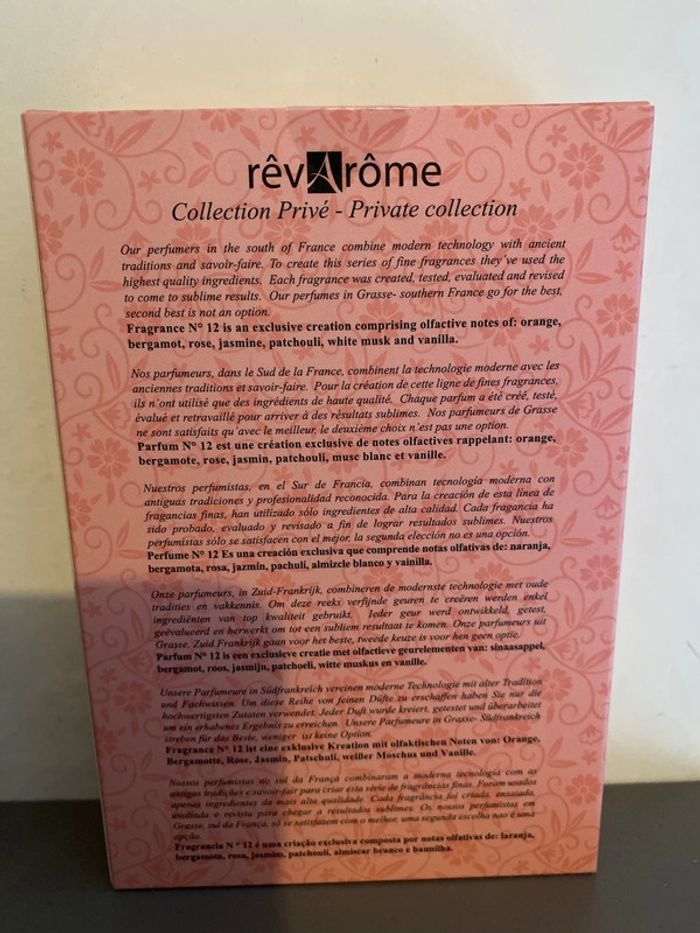 rêvArôme
Collection Privé - Private collection
Our perfumers in the south of France combine modern technology with ancient
traditions and savoir-faire. To create this series of fine fragrances they've used the
highest quality ingredients. Each fragrance was created, tested, evaluated and revised
to come to sublime results. Our perfumes in Grasse- southern France go for the best,
second best is not an option.
Fragrance N° 12 is an exclusive creation comprising olfactive notes of: orange,
bergamot, rose, jasmine, patchouli, white musk and vanilla.
Nos parfumeurs, dans le Sud de la France, combinent la technologie moderne avec les
anciennes traditions et savoir-faire. Pour la création de cette ligne de fines fragrances,
ils n'ont utilisé que des ingrédients de haute qualité. Chaque parfum a été créé, testé,
évalué et retravaillé pour arriver à des résultats sublimes. Nos parfumeurs de Grasse
ne sont satisfaits qu'avec le meilleur, le deuxième choix n'est pas une option.
Parfum N° 12 est une création exclusive de notes olfactives rappelant: orange,
bergamote, rose, jasmin, patchouli, musc blanc et vanille.
Nuestros perfumistas, en el Sur de Francia, combinan tecnología moderna con
antiguas tradiciones y profesionalidad reconocida. Para la creación de esta línea de
fragancias finas, han utilizado sólo ingredientes de alta calidad. Cada fragancia ha
sido probado, evaluado y revisado a fin de lograr resultados sublimes. Nuestros
perfumistas sólo se satisfacen con el mejor, la segunda elección no es una opción.
Perfume N° 12 Es una creación exclusiva que comprende notas olfativas de: naranja,
bergamota, rosa, jazmín, pachulí, almizcle blanco y vainilla.
Onze parfumeurs, in Zuid-Frankrijk, combineren de modernste technologie met oude
tradities en vakkennis. Om deze reeks verfijnde geuren te creëren werden enkel
ingrediënten van top kwaliteit gebruikt. Jeder geur werd ontwikkeld, getest,
geëvalueerd en herwerkt om tot een subliem resultaat te komen. Onze parfumeurs uit
Grasse, Zuid Frankrijk gaan voor het beste, tweede keuze is voor hen geen optie.
Parfum N° 12 is een exclusieve creatie met olfactieve geurelementen van: sinaasappel,
bergamot, roos, jasmijn, patchoeli, witte muskus en vanille.
Unsere Parfumeure in Südfrankreich vereinen moderne Technologie mit alter Tradition
und Fachwissen. Um diese Reihe von feinen Düfte zu erschaffen haben Sie nur die
hochwertigsten Zutaten verwendet. Jeder Duft wurde kreiert, getestet und überarbeitet
um ein erhabenes Ergebnis zu erreichen. Unsere Parfumeure in Grasse- Südfrankreich
streben für das Beste, weniger ist keine Option.
Fragrance N° 12 ist eine exklusive Kreation mit olfaktischen Noten von: Orange,
Bergamotte, Rose, Jasmin, Patschuli, weißer Moschus und Vanille.
Nossos perfumistas no sul da França combinaram a moderna tecnologia com as
antigas tradições e savoir-fair para criar esta série de fragrâncias finas. Foram usados
apenas ingredientes da mais alta qualidade. Cada fragrância foi criada, ensaiada,
avaliada e revista para chegar a resultados sublimes. Os nossos perfumistas em
Grasse, sul da França, só se satisfazem com o melhor, uma segunda escolha nao é uma
opção.
Fragrancia N ° 12 é uma criação exclusiva composta por notas olfativas de: laranja,
bergamota, rosa, jasmim, patchouli, almíscar branco e baunilha.